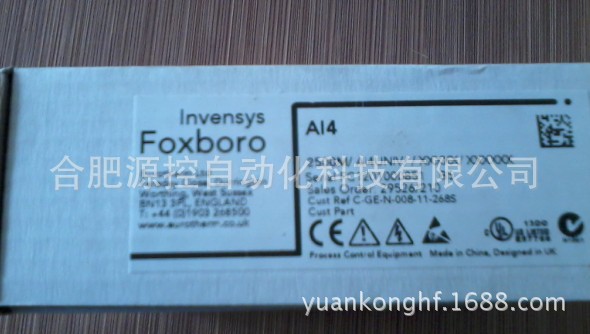 Invensys
Foxboro
Worthing, West Sussex
BN13 3PL, ENGLAND
T: +44 (0)1903 268500
www.eurotherm.co.uk
AI4
Sales Order:
Cust Ref C-GE-N-008-11-268S
Cust Part
Process Control Equipment Made in China, Designed in UK
合肥源控自动化科技有限公司
yuankonghf.1688.com